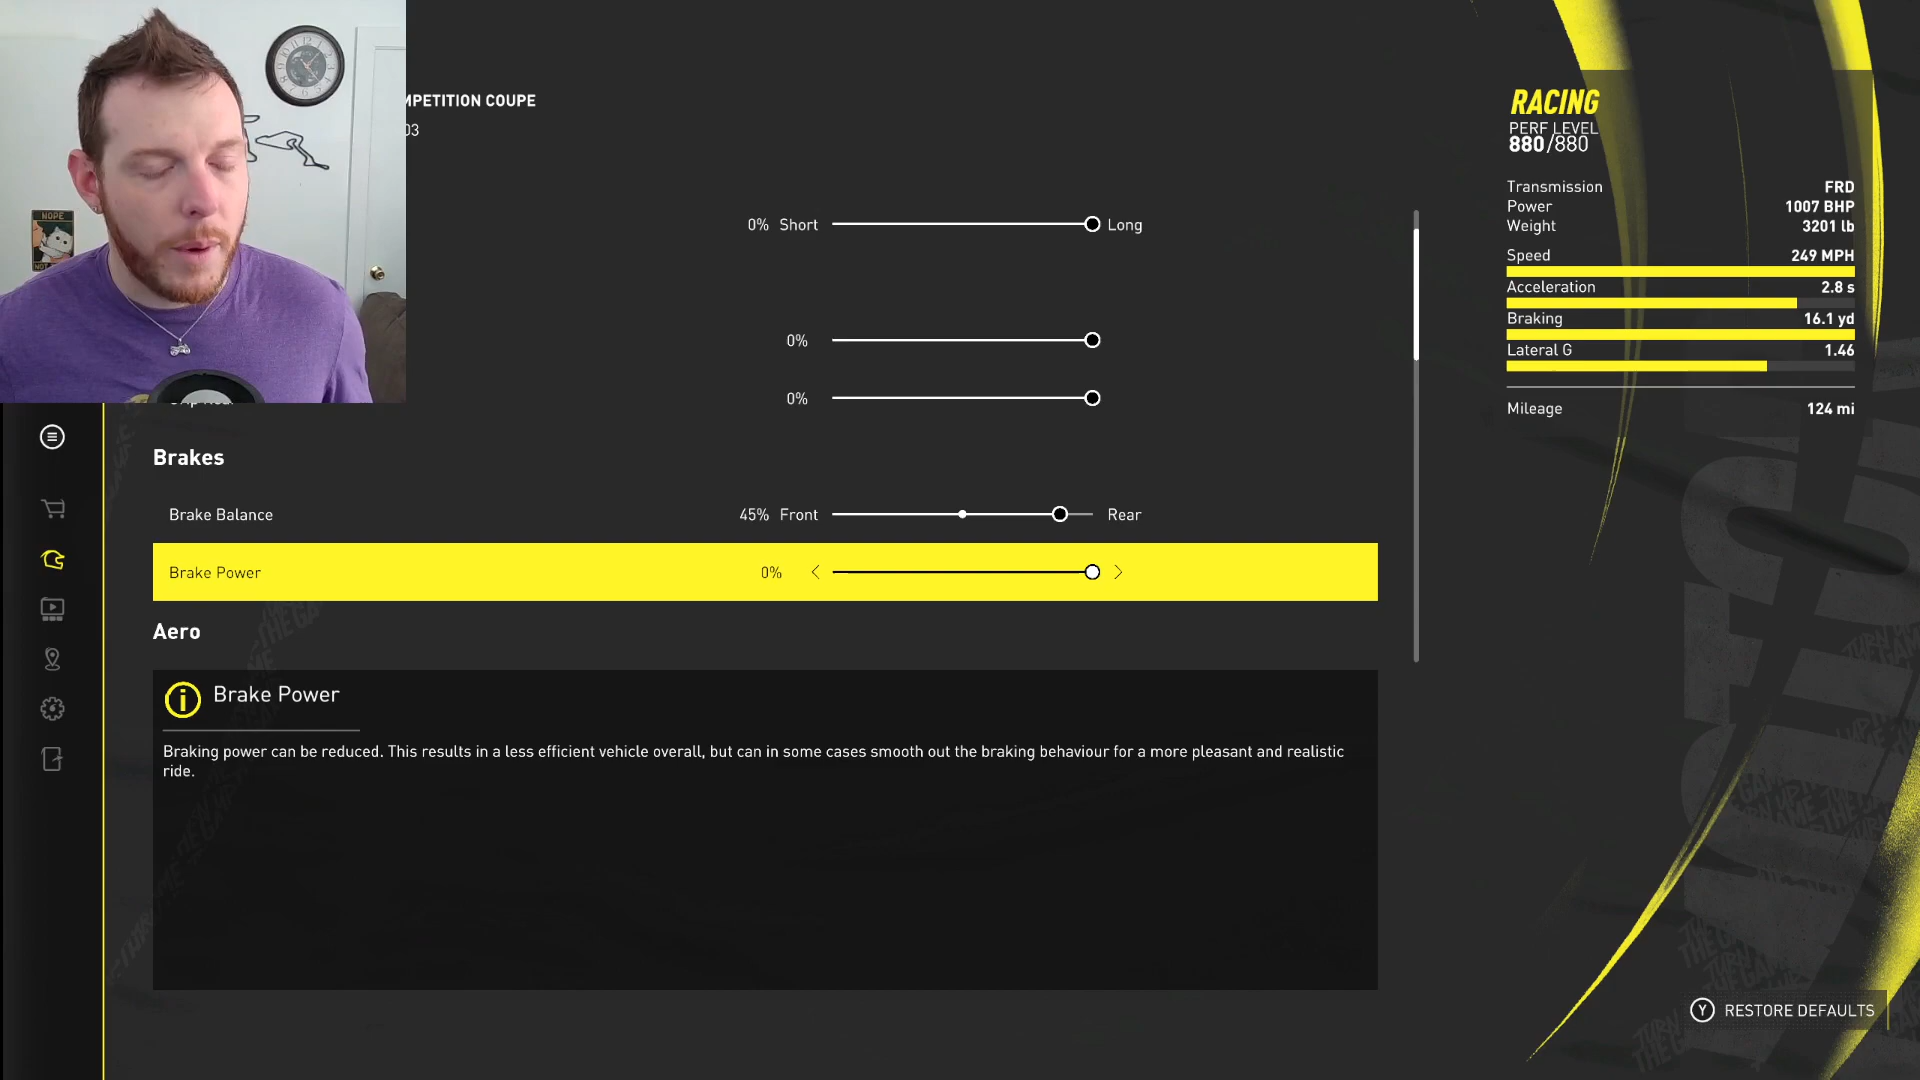 NOPE
MPETITION COUPE
03
0% Short Long
0%
0%
Brakes
Brake Balance 45% Front Rear
Brake Power 0%
Aero
Brake Power
Braking power can be reduced. This results in a less efficient vehicle overall, but can in some cases smooth out the braking behaviour for a more pleasant and realistic
ride.
RACING
PERF LEVEL
880/880
Transmission FRD
Power 1007 BHP
Weight 3201 lb
Speed 249 MPH
Acceleration 2.8 s
Braking 16.1 yd
Lateral G 1.46
Mileage 124 mi
Y RESTORE DEFAULTS